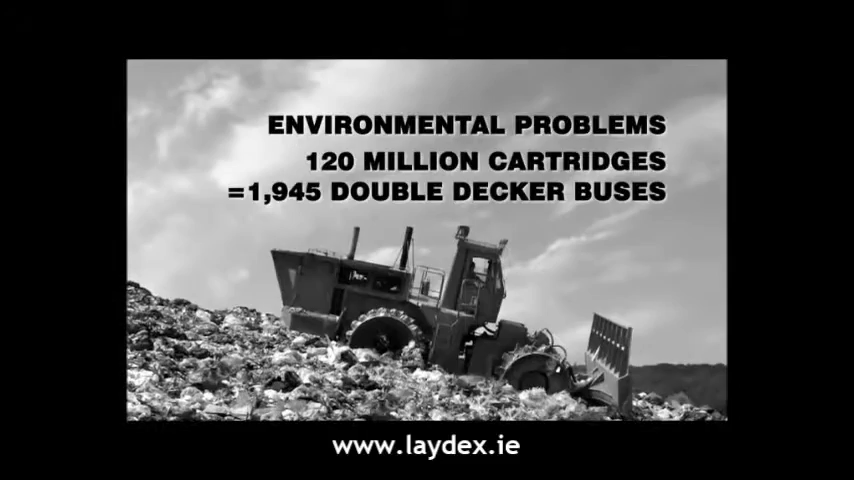 ENVIRONMENTAL PROBLEMS
120 MILLION CARTRIDGES
=1,945 DOUBLE DECKER BUSES
www.laydex.ie